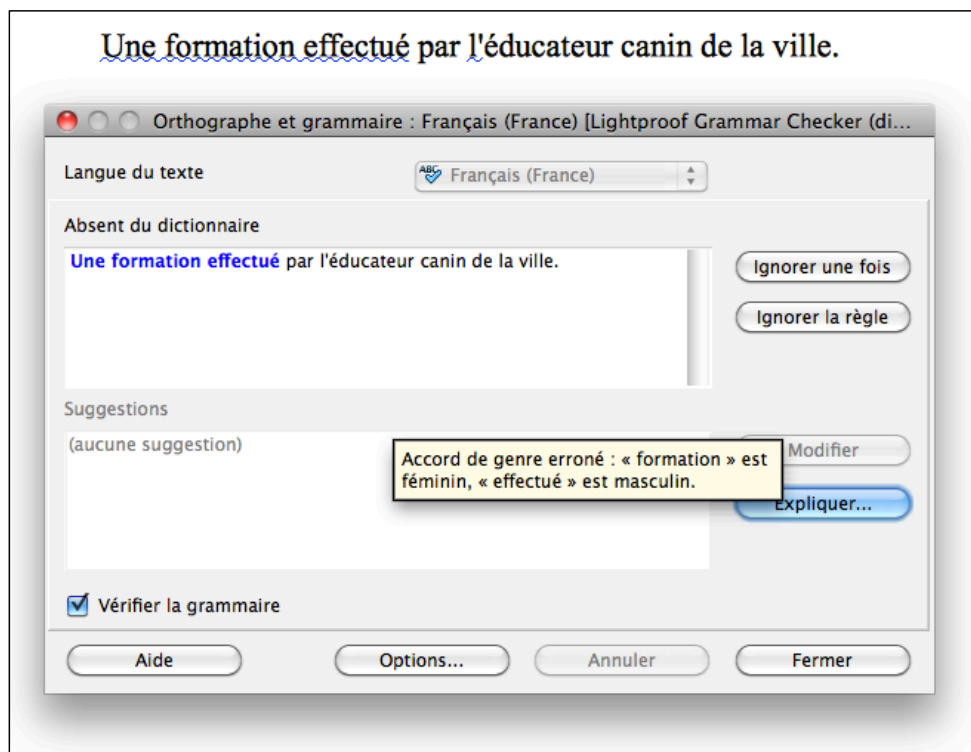 Une formation effectué par l'éducateur canin de la ville.
Orthographe et grammaire : Français (France) [Lightproof Grammar Checker (di...
Langue du texte
ABC Français (France)
Absent du dictionnaire
Une formation effectué par l'éducateur canin de la ville.
Ignorer une fois
Ignorer la règle
Suggestions
(aucune suggestion)
Accord de genre erroné : « formation » est
féminin, « effectué » est masculin.
Modifier
Expliquer...
Vérifier la grammaire
Aide
Options...
Annuler
Fermer